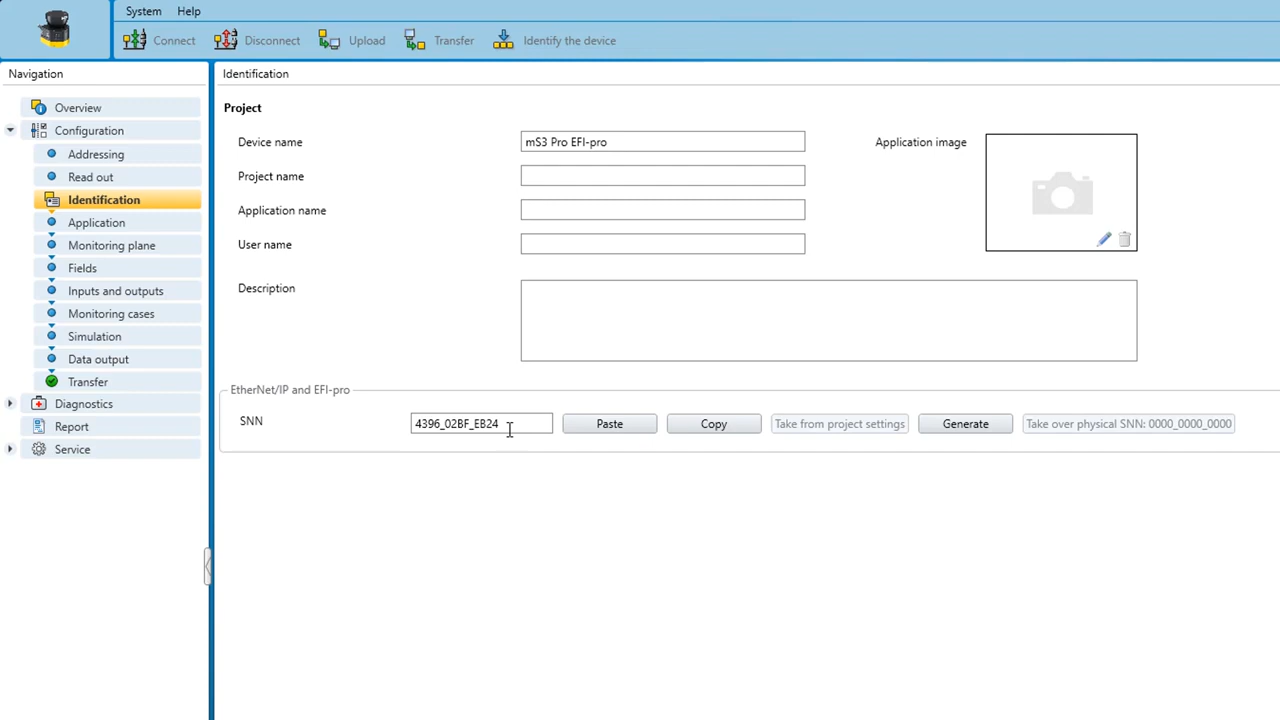 System Help
Connect Disconnect Upload Transfer Identify the device
Navigation
Overview
Configuration
Addressing
Read out
Identification
Application
Monitoring plane
Fields
Inputs and outputs
Monitoring cases
Simulation
Data output
Transfer
Diagnostics
Report
Service
Identification
Project
Device name mS3 Pro EFI-pro Application image
Project name
Application name
User name
Description
EtherNet/IP and EFI-pro
SNN 4396_02BF_EB24 Paste Copy Take from project settings Generate Take over physical SNN: 0000_0000_0000